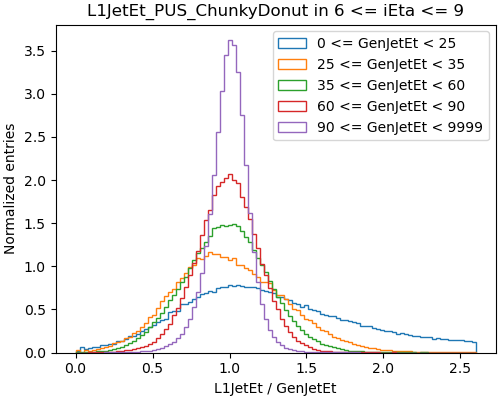 L1JetEt_PUS_ChunkyDonut in 6 <= iEta <= 9
0 <= GenJetEt < 25
25 <= GenJetEt < 35
35 <= GenJetEt < 60
60 <= GenJetEt < 90
90 <= GenJetEt < 9999
Normalized entries
3.5
3.0
2.5
2.0
1.5
1.0
0.5
0.0
0.0 0.5 1.0 1.5 2.0 2.5
L1JetEt / GenJetEt